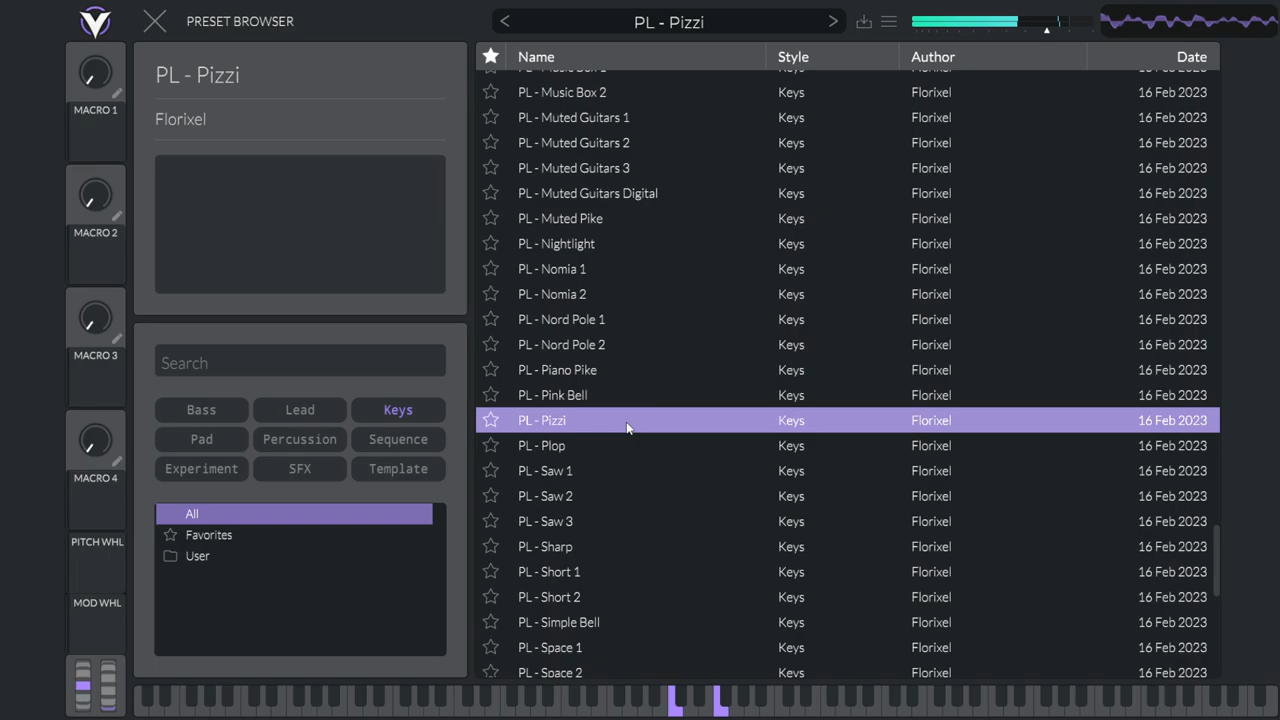 PRESET BROWSER
PL - Pizzi
MACRO 1
MACRO 2
MACRO 3
MACRO 4
PITCH WHL
MOD WHL
PL - Pizzi
Florixel
Search
Bass Lead Keys
Pad Percussion Sequence
Experiment SFX Template
All
Favorites
User
Name Style Author Date
PL - Music Box 1 Keys Florixel 16 Feb 2023
PL - Music Box 2 Keys Florixel 16 Feb 2023
PL - Muted Guitars 1 Keys Florixel 16 Feb 2023
PL - Muted Guitars 2 Keys Florixel 16 Feb 2023
PL - Muted Guitars 3 Keys Florixel 16 Feb 2023
PL - Muted Guitars Digital Keys Florixel 16 Feb 2023
PL - Muted Pike Keys Florixel 16 Feb 2023
PL - Nightlight Keys Florixel 16 Feb 2023
PL - Nomia 1 Keys Florixel 16 Feb 2023
PL - Nomia 2 Keys Florixel 16 Feb 2023
PL - Nord Pole 1 Keys Florixel 16 Feb 2023
PL - Nord Pole 2 Keys Florixel 16 Feb 2023
PL - Piano Pike Keys Florixel 16 Feb 2023
PL - Pink Bell Keys Florixel 16 Feb 2023
PL - Pizzi Keys Florixel 16 Feb 2023
PL - Plop Keys Florixel 16 Feb 2023
PL - Saw 1 Keys Florixel 16 Feb 2023
PL - Saw 2 Keys Florixel 16 Feb 2023
PL - Saw 3 Keys Florixel 16 Feb 2023
PL - Sharp Keys Florixel 16 Feb 2023
PL - Short 1 Keys Florixel 16 Feb 2023
PL - Short 2 Keys Florixel 16 Feb 2023
PL - Simple Bell Keys Florixel 16 Feb 2023
PL - Space 1 Keys Florixel 16 Feb 2023
PL - Space 2 Keys Florixel 16 Feb 2023